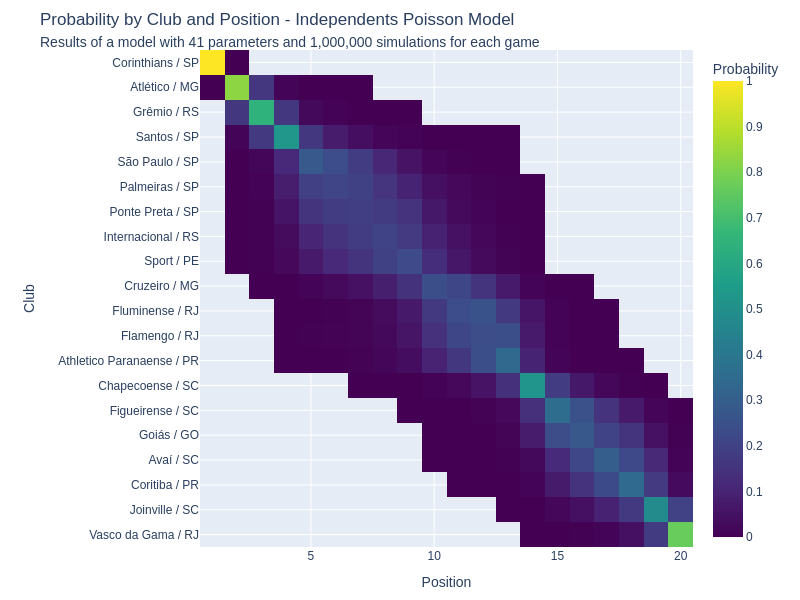 Probability by Club and Position - Independents Poisson Model
Results of a model with 41 parameters and 1,000,000 simulations for each game
Probability
Corinthians / SP
Atlético / MG
Grêmio / RS
Santos / SP
São Paulo / SP
Palmeiras / SP
Ponte Preta / SP
Internacional / RS
Sport / PE
Cruzeiro / MG
Fluminense / RJ
Flamengo / RJ
Athletico Paranaense / PR
Chapecoense / SC
Figueirense / SC
Goiás / GO
Avaí / SC
Coritiba / PR
Joinville / SC
Vasco da Gama / RJ
Club
5
10
15
20
Position
1
0.9
0.8
0.7
0.6
0.5
0.4
0.3
0.2
0.1
0